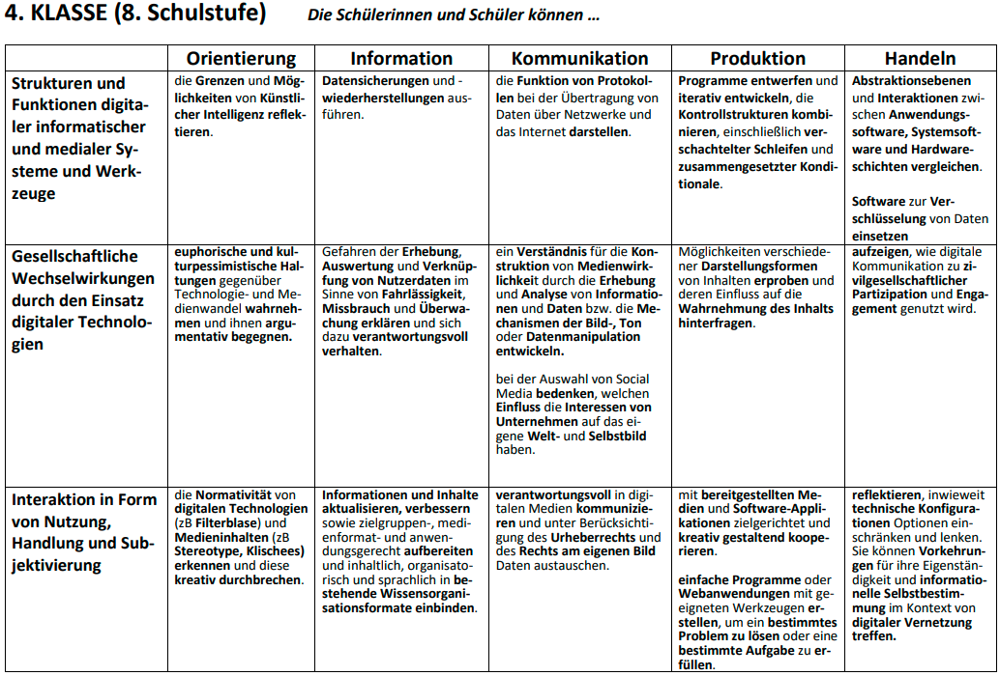 4. KLASSE (8. Schulstufe) Die Schülerinnen und Schüler können …
Orientierung Information Kommunikation Produktion Handeln
Strukturen und
Funktionen digita-
ler informatischer
und medialer Sy-
steme und Werk-
zeuge
die Grenzen und Mög-
lichkeiten von Künstli-
cher Intelligenz reflek-
tieren.
Datensicherungen und -
wiederherstellungen aus-
führen.
die Funktion von Protokol-
len bei der Übertragung von
Daten über Netzwerke und
das Internet darstellen.
Programme entwerfen und
iterativ entwickeln, die
Kontrollstrukturen kombi-
nieren, einschließlich ver-
schachtelter Schleifen und
zusammengesetzter Kondi-
tionale.
Abstraktionsebenen
und Interaktionen zwi-
schen Anwendungs-
software, Systemsoft-
ware und Hardware-
schichten vergleichen.
Software zur Ver-
schlüsselung von Daten
einsetzen
Gesellschaftliche
Wechselwirkungen
durch den Einsatz
digitaler Technolo-
gien
euphorische und kul-
turpessimistische Hal-
tungen gegenüber
Technologie- und Me-
dienwandel wahrneh-
men und ihnen argu-
mentativ begegnen.
Gefahren der Erhebung,
Auswertung und Verknüp-
fung von Nutzerdaten im
Sinne von Fahrlässigkeit,
Missbrauch und Überwa-
chung erklären und sich
dazu verantwortungsvoll
verhalten.
ein Verständnis für die Kon-
struktion von Medienwirk-
lichkeit durch die Erhebung
und Analyse von Informatio-
nen und Daten bzw. die Me-
chanismen der Bild-, Ton
oder Datenmanipulation
entwickeln.
bei der Auswahl von Social
Media bedenken, welchen
Einfluss die Interessen von
Unternehmen auf das ei-
gene Welt- und Selbstbild
haben.
Möglichkeiten verschiede-
ner Darstellungsformen
von Inhalten erproben und
deren Einfluss auf die
Wahrnehmung des Inhalts
hinterfragen.
aufzeigen, wie digitale
Kommunikation zu zi-
vilgesellschaftlicher
Partizipation und Enga-
gement genutzt wird.
Interaktion in Form
von Nutzung,
Handlung und Sub-
jektivierung
die Normativität von
digitalen Technologien
(zB Filterblase) und
Medieninhalten (zB
Stereotype, Klischees)
erkennen und diese
kreativ durchbrechen.
Informationen und Inhalte
aktualisieren, verbessern
sowie zielgruppen-, medi-
enformat- und anwen-
dungsgerecht aufbereiten
und inhaltlich, organisato-
risch und sprachlich in be-
stehende Wissensorgani-
sationsformate einbinden.
verantwortungsvoll in digi-
talen Medien kommunizie-
ren und unter Berücksichti-
gung des Urheberrechts und
des Rechts am eigenen Bild
Daten austauschen.
mit bereitgestellten Me-
dien und Software-Appli-
kationen zielgerichtet und
kreativ gestaltend koope-
rieren.
einfache Programme oder
Webanwendungen mit ge-
eigneten Werkzeugen er-
stellen, um ein bestimmtes
Problem zu lösen oder eine
bestimmte Aufgabe zu er-
füllen.
reflektieren, inwieweit
technische Konfigura-
tionen Optionen ein-
schränken und lenken.
Sie können Vorkehrun-
gen für ihre Eigenstän-
digkeit und informatio-
nelle Selbstbestim-
mung im Kontext von
digitaler Vernetzung
treffen.